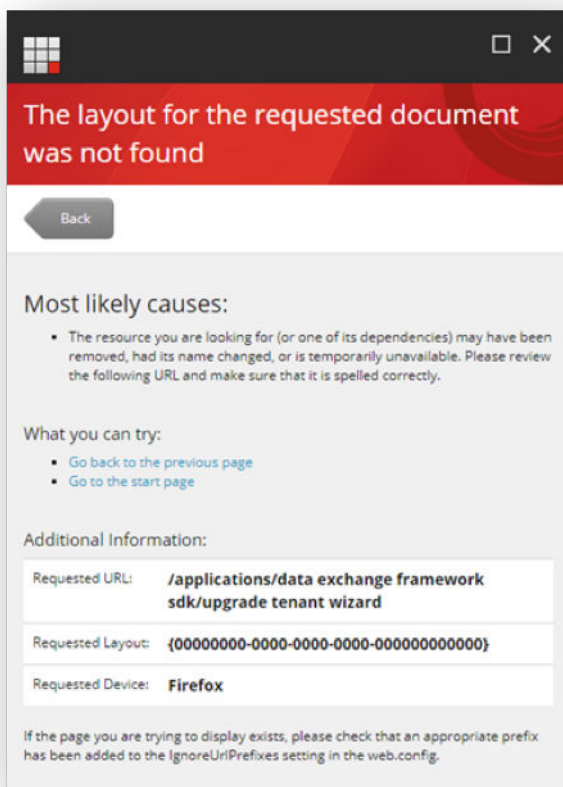 The layout for the requested document
was not found
Back
Most likely causes:
The resource you are looking for (or one of its dependencies) may have been
removed, had its name changed, or is temporarily unavailable. Please review
the following URL and make sure that it is spelled correctly.
What you can try:
Go back to the previous page
Go to the start page
Additional Information:
Requested URL: /applications/data exchange framework
sdk/upgrade tenant wizard
Requested Layout: {00000000-0000-0000-0000-000000000000}
Requested Device: Firefox
If the page you are trying to display exists, please check that an appropriate prefix
has been added to the IgnoreUrlPrefixes setting in the web.config.